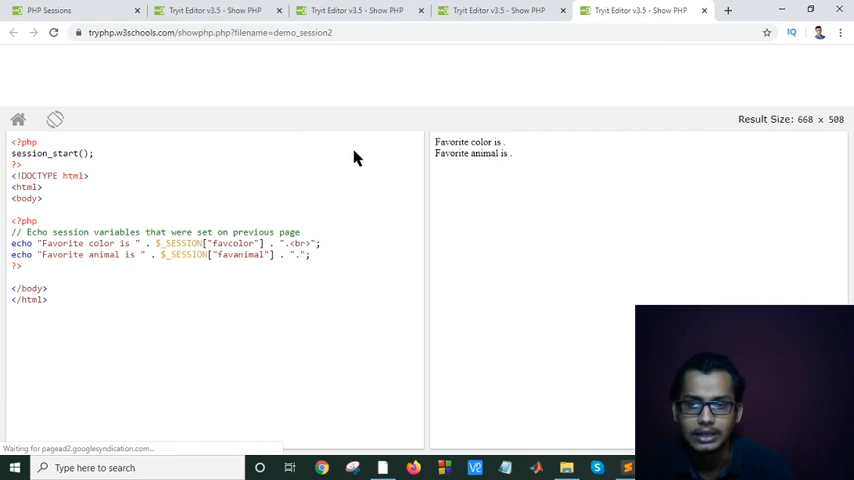 PHP Sessions
Tryit Editor v3.5 - Show PHP
Tryit Editor v3.5 - Show PHP
Tryit Editor v3.5 - Show PHP
Tryit Editor v3.5 - Show PHP
tryphp.w3schools.com/showphp.php?filename=demo_session2
IQ
Result Size: 668 x 508
<?php
session_start();
?>
<!DOCTYPE html>
<html>
<body>
<?php
// Echo session variables that were set on previous page
echo "Favorite color is " . $_SESSION["favcolor"] . ".<br>";
echo "Favorite animal is " . $_SESSION["favanimal"] . ".";
?>
</body>
</html>
Favorite color is .
Favorite animal is .
Waiting for pagead2.googlesyndication.com...
Type here to search
V2